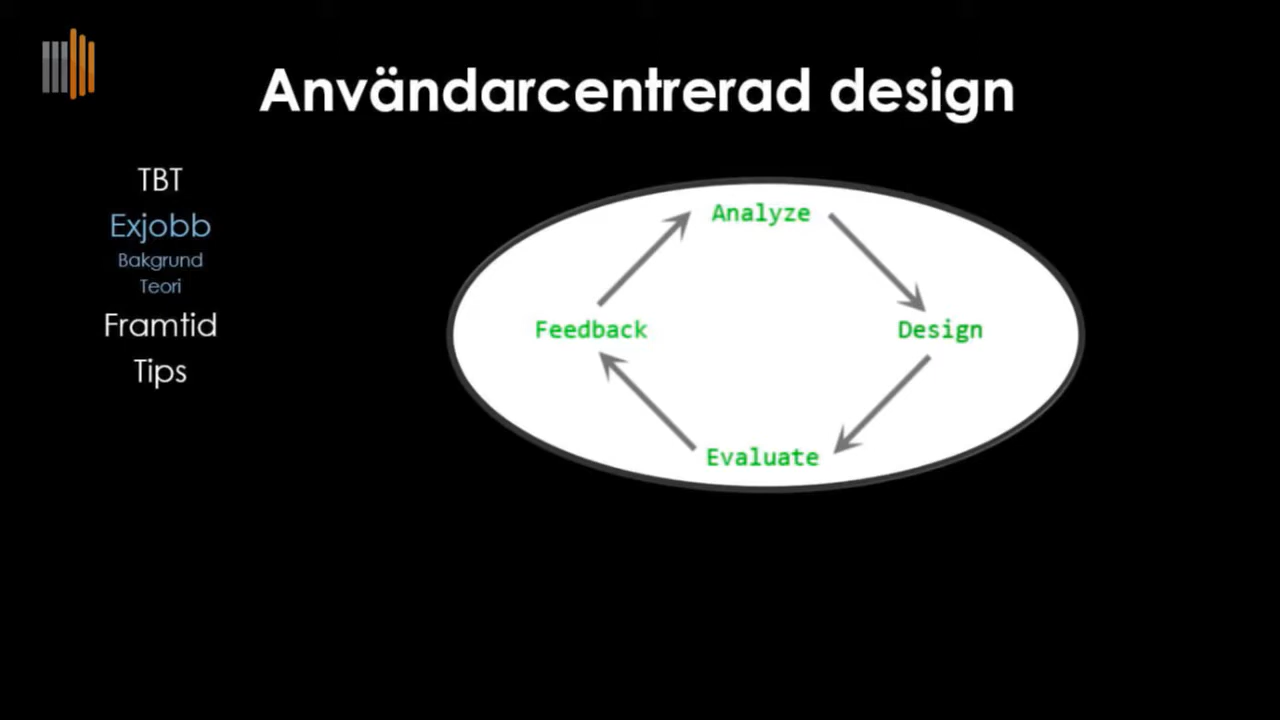 Användarcentrerad design
TBT
Exjobb
Bakgrund
Teori
Framtid
Tips
Analyze
Feedback
Design
Evaluate